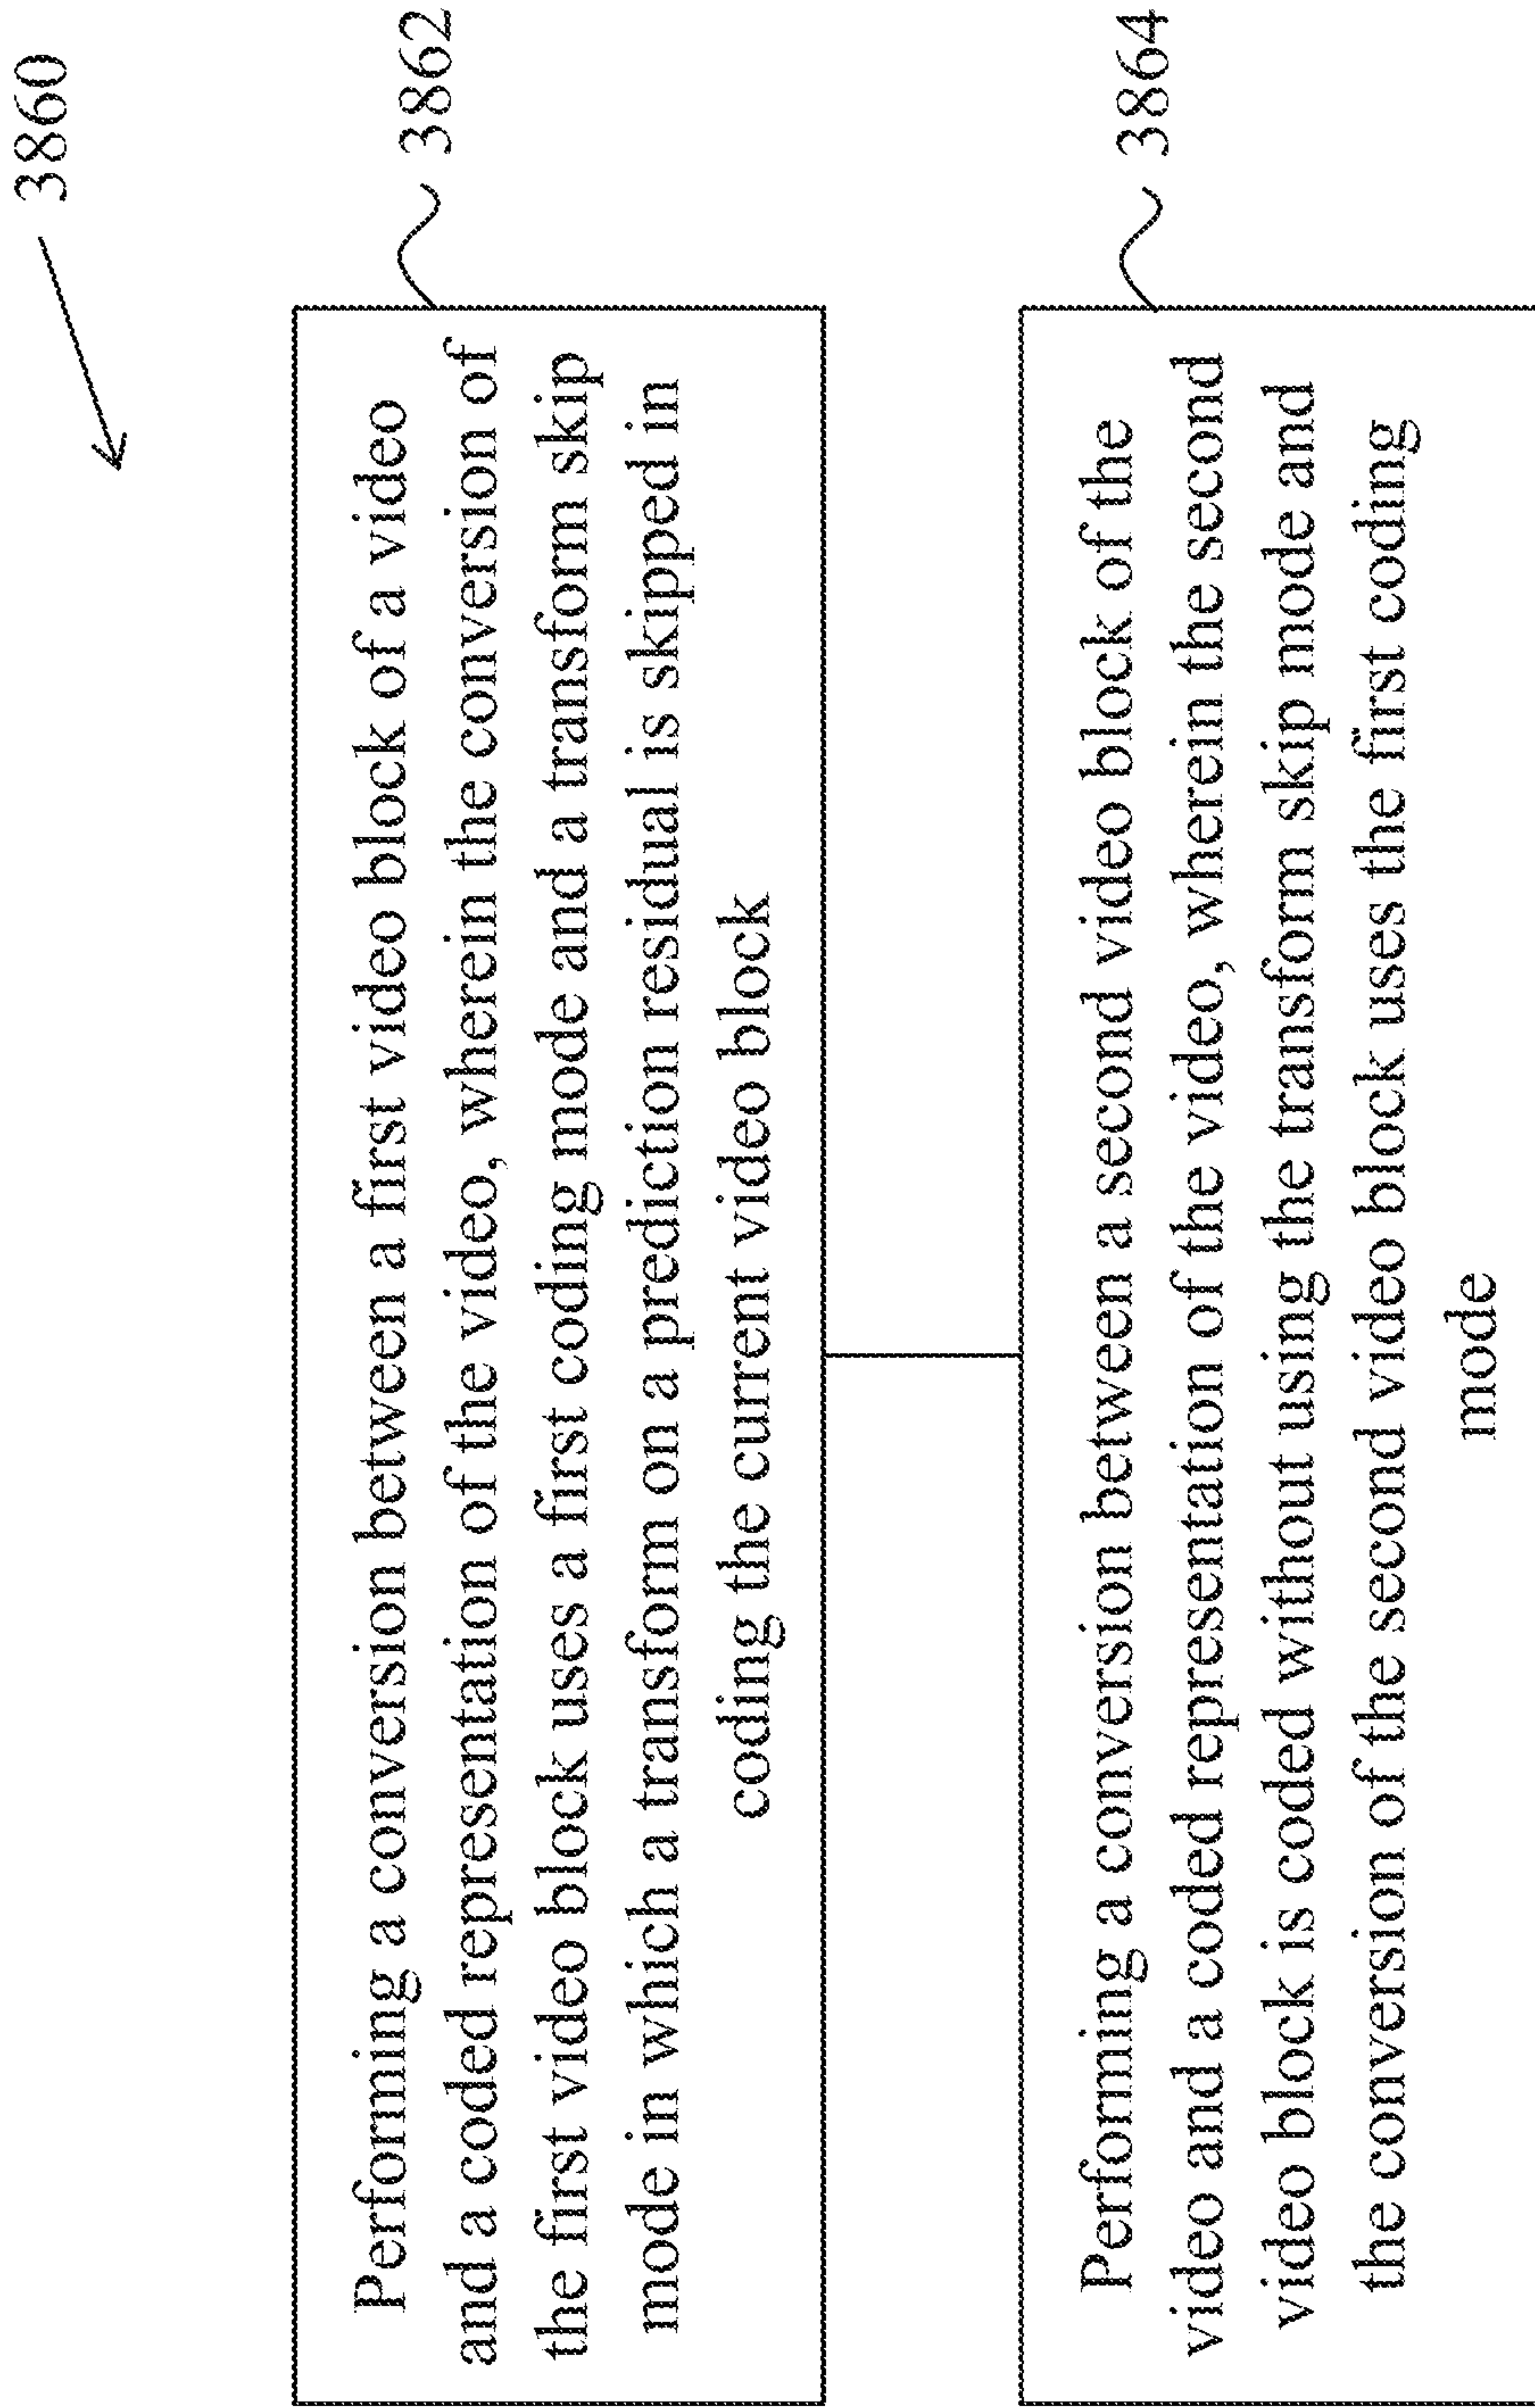 3860
Performing a conversion between a first video block of a video
and a coded representation of the video, wherein the conversion of
the first video block uses a first coding mode and a transform skip
mode in which a transform on a prediction residual is skipped in
coding the current video block
3862
Performing a conversion between a second video block of the
video and a coded representation of the video, wherein the second
video block is coded without using the transform skip mode and
the conversion of the second video block uses the first coding
mode
3864